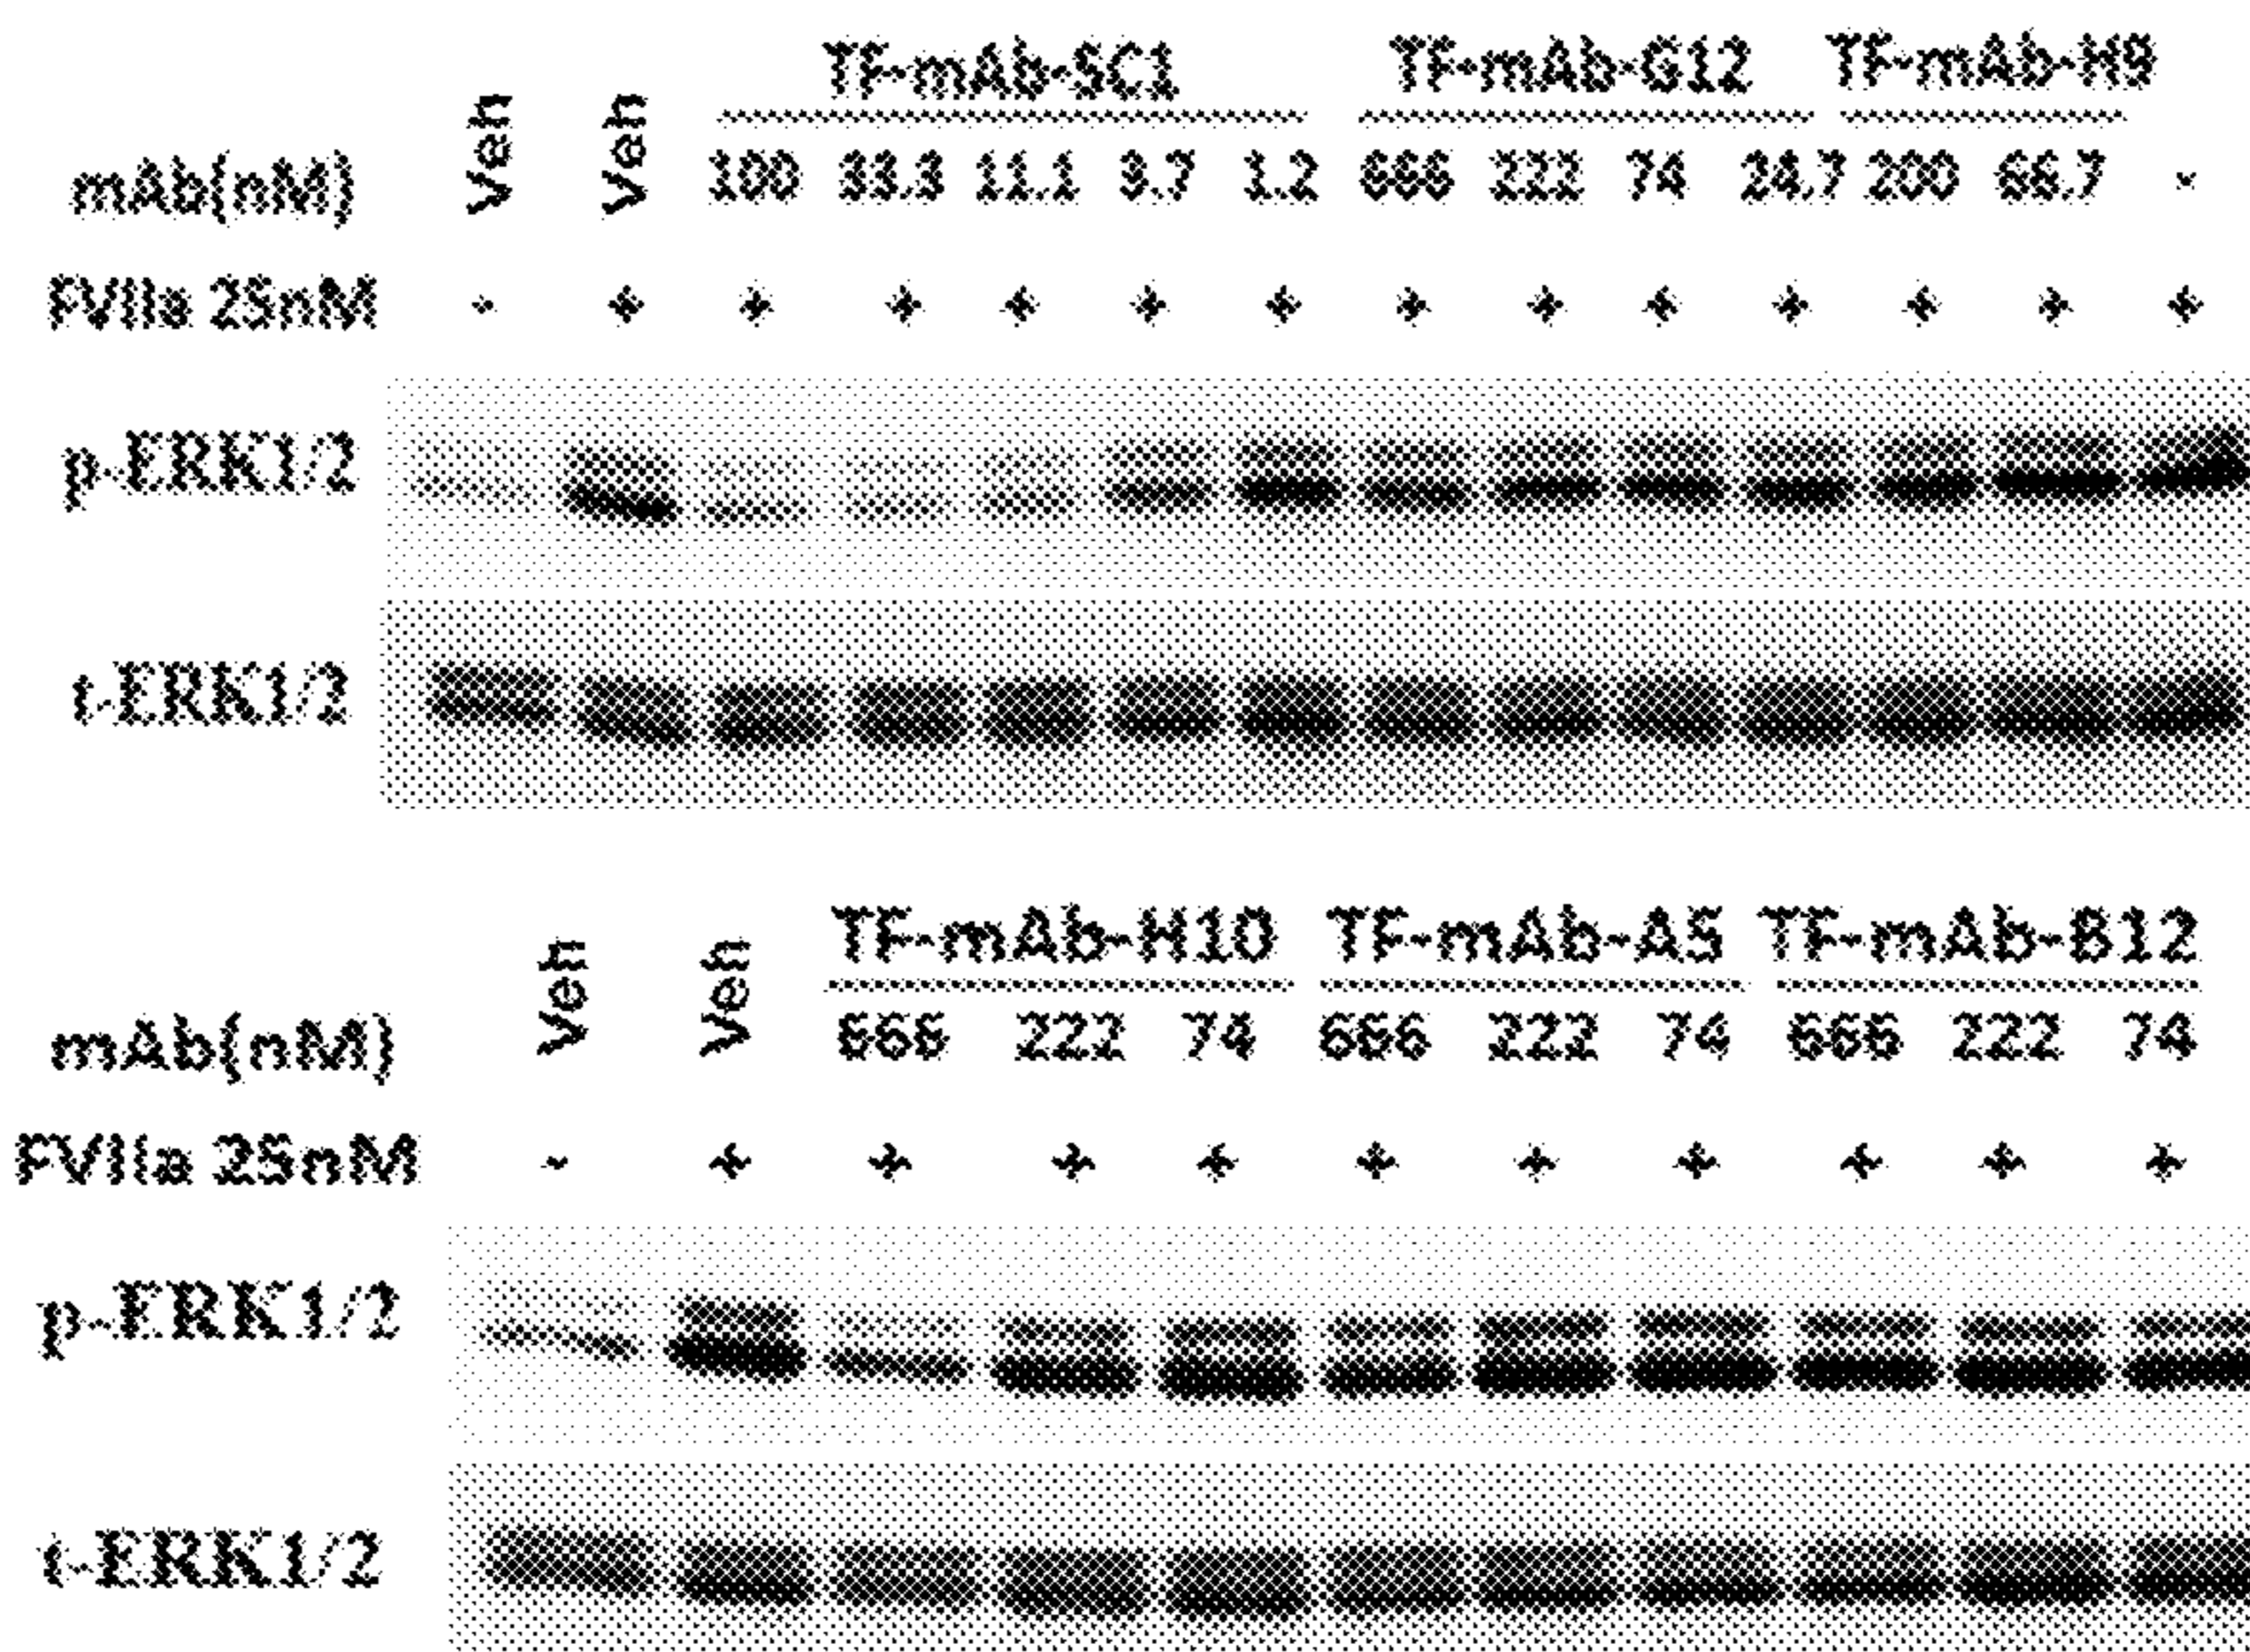 TF-mAb-SC1 TF-mAb-G12 TF-mAb-H9
mAb(nM) Veh Veh 100 33.3 11.1 3.7 1.2 666 222 74 24.7 200 66.7 -
FVIIa 25nM - + + + + + + + + + + + + +
p-ERK1/2
t-ERK1/2
TF-mAb-H10 TF-mAb-A5 TF-mAb-B12
mAb(nM) Veh Veh 666 222 74 666 222 74 666 222 74
FVIIa 25nM - + + + + + + + + + +
p-ERK1/2
t-ERK1/2